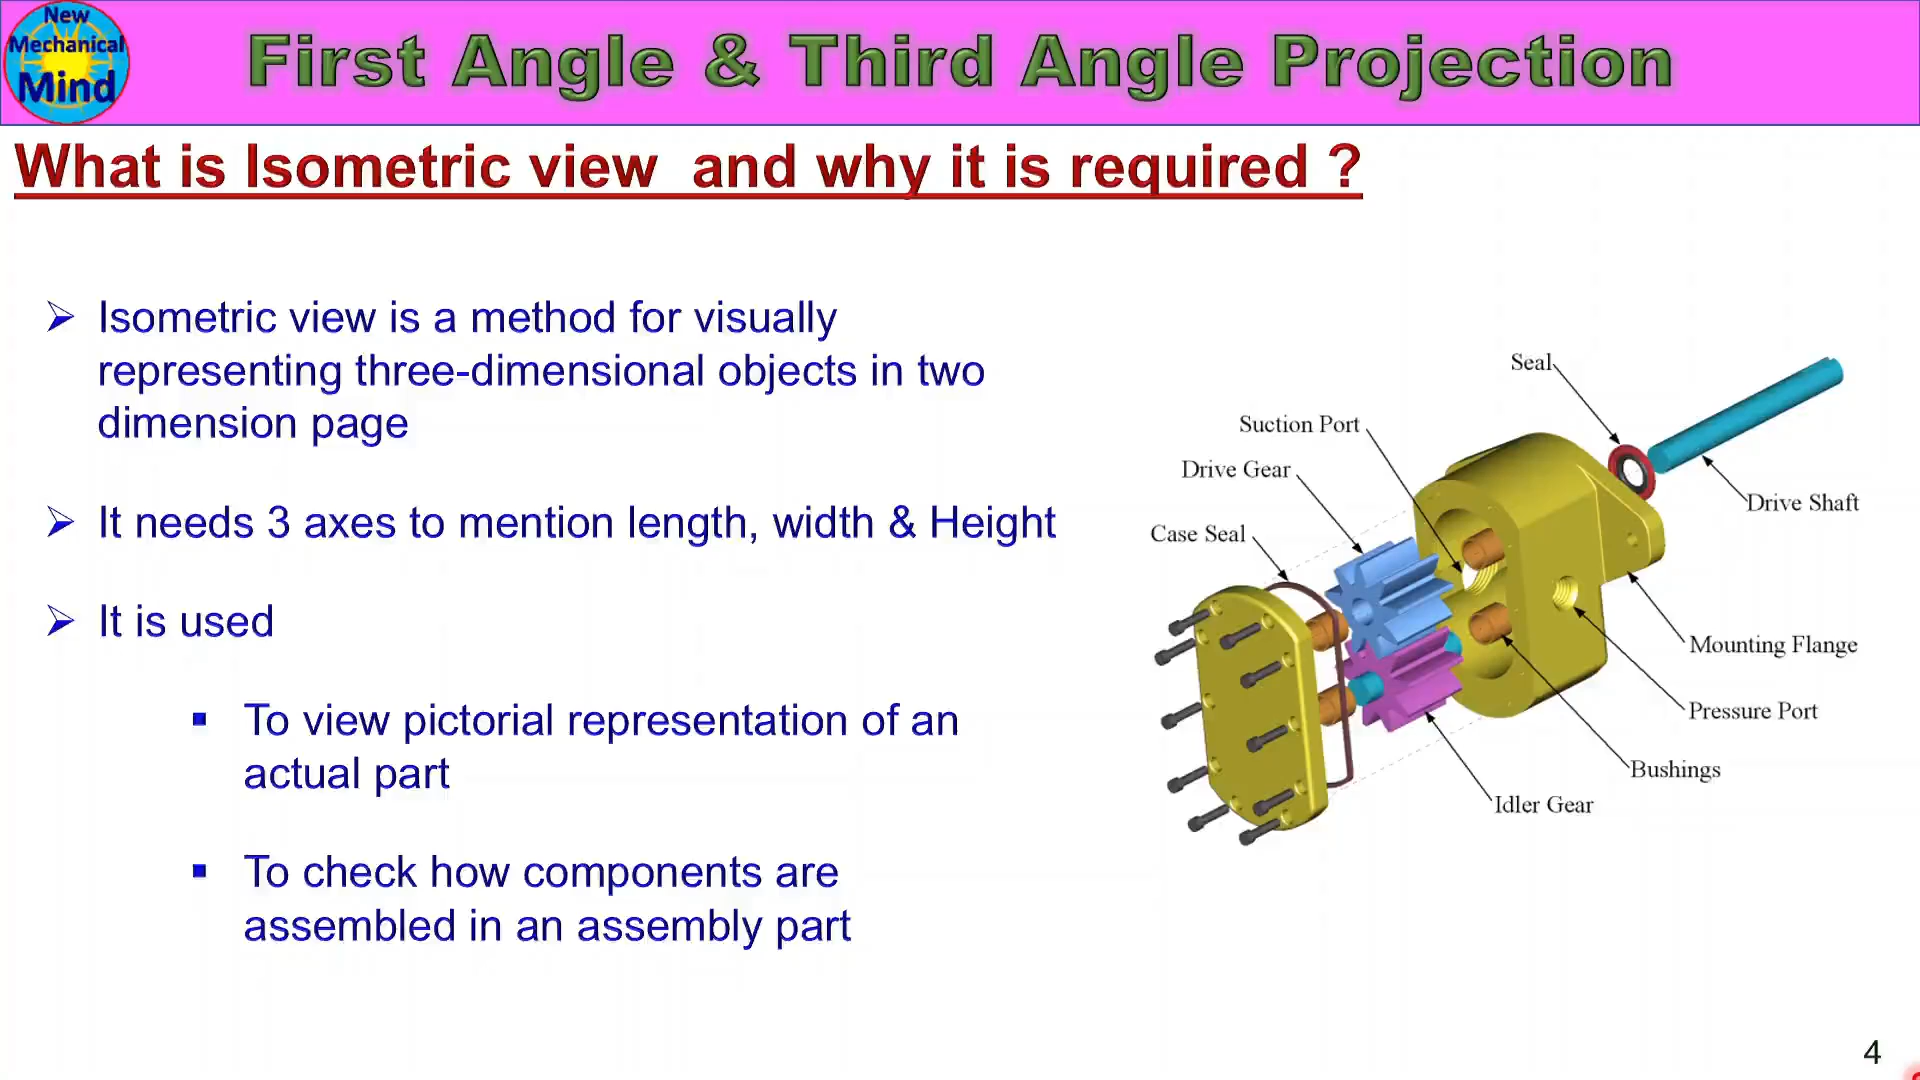 New
Mechanical
Mind
First Angle & Third Angle Projection
What is Isometric view and why it is required ?
➢ Isometric view is a method for visually
representing three-dimensional objects in two
dimension page
➢ It needs 3 axes to mention length, width & Height
➢ It is used
▪ To view pictorial representation of an
actual part
▪ To check how components are
assembled in an assembly part
Seal
Suction Port
Drive Gear
Drive Shaft
Case Seal
Mounting Flange
Pressure Port
Bushings
Idler Gear
4